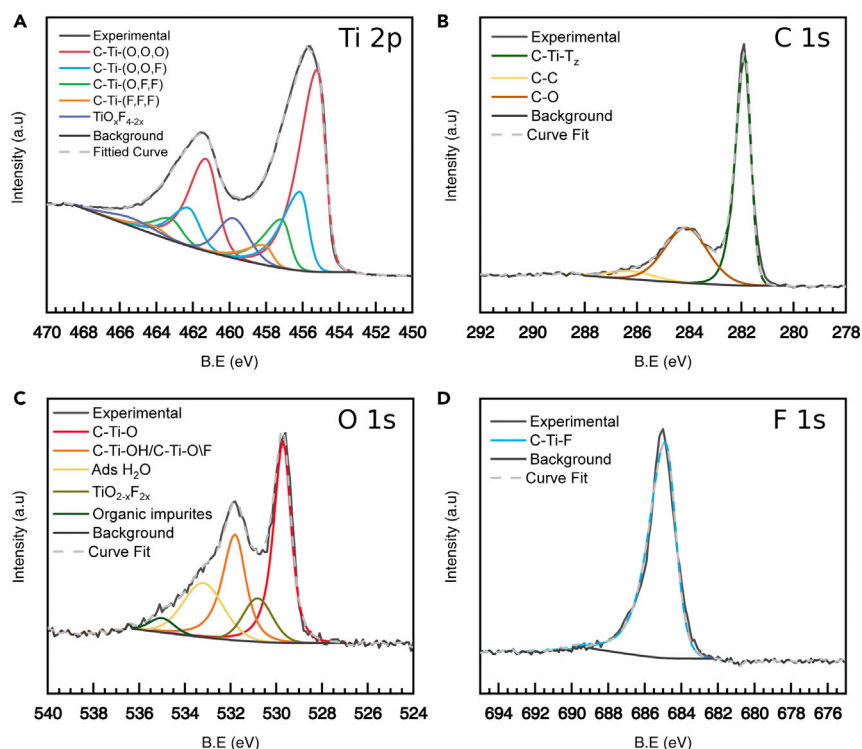 A
Ti 2p
Experimental
C-Ti-(O,O,O)
C-Ti-(O,O,F)
C-Ti-(O,F,F)
C-Ti-(F,F,F)
TiOxF4-2x
Background
Fittied Curve
Intensity (a.u)
470 468 466 464 462 460 458 456 454 452 450
B.E (eV)
B
C 1s
Experimental
C-Ti-Tz
C-C
C-O
Background
Curve Fit
Intensity (a.u)
292 290 288 286 284 282 280 278
B.E (eV)
C
O 1s
Experimental
C-Ti-O
C-Ti-OH/C-Ti-O\F
Ads H2O
TiO2-xF2x
Organic impurites
Background
Curve Fit
Intensity (a.u)
540 538 536 534 532 530 528 526 524
B.E (eV)
D
F 1s
Experimental
C-Ti-F
Background
Curve Fit
Intensity (a.u)
694 692 690 688 686 684 682 680 678 676
B.E (eV)